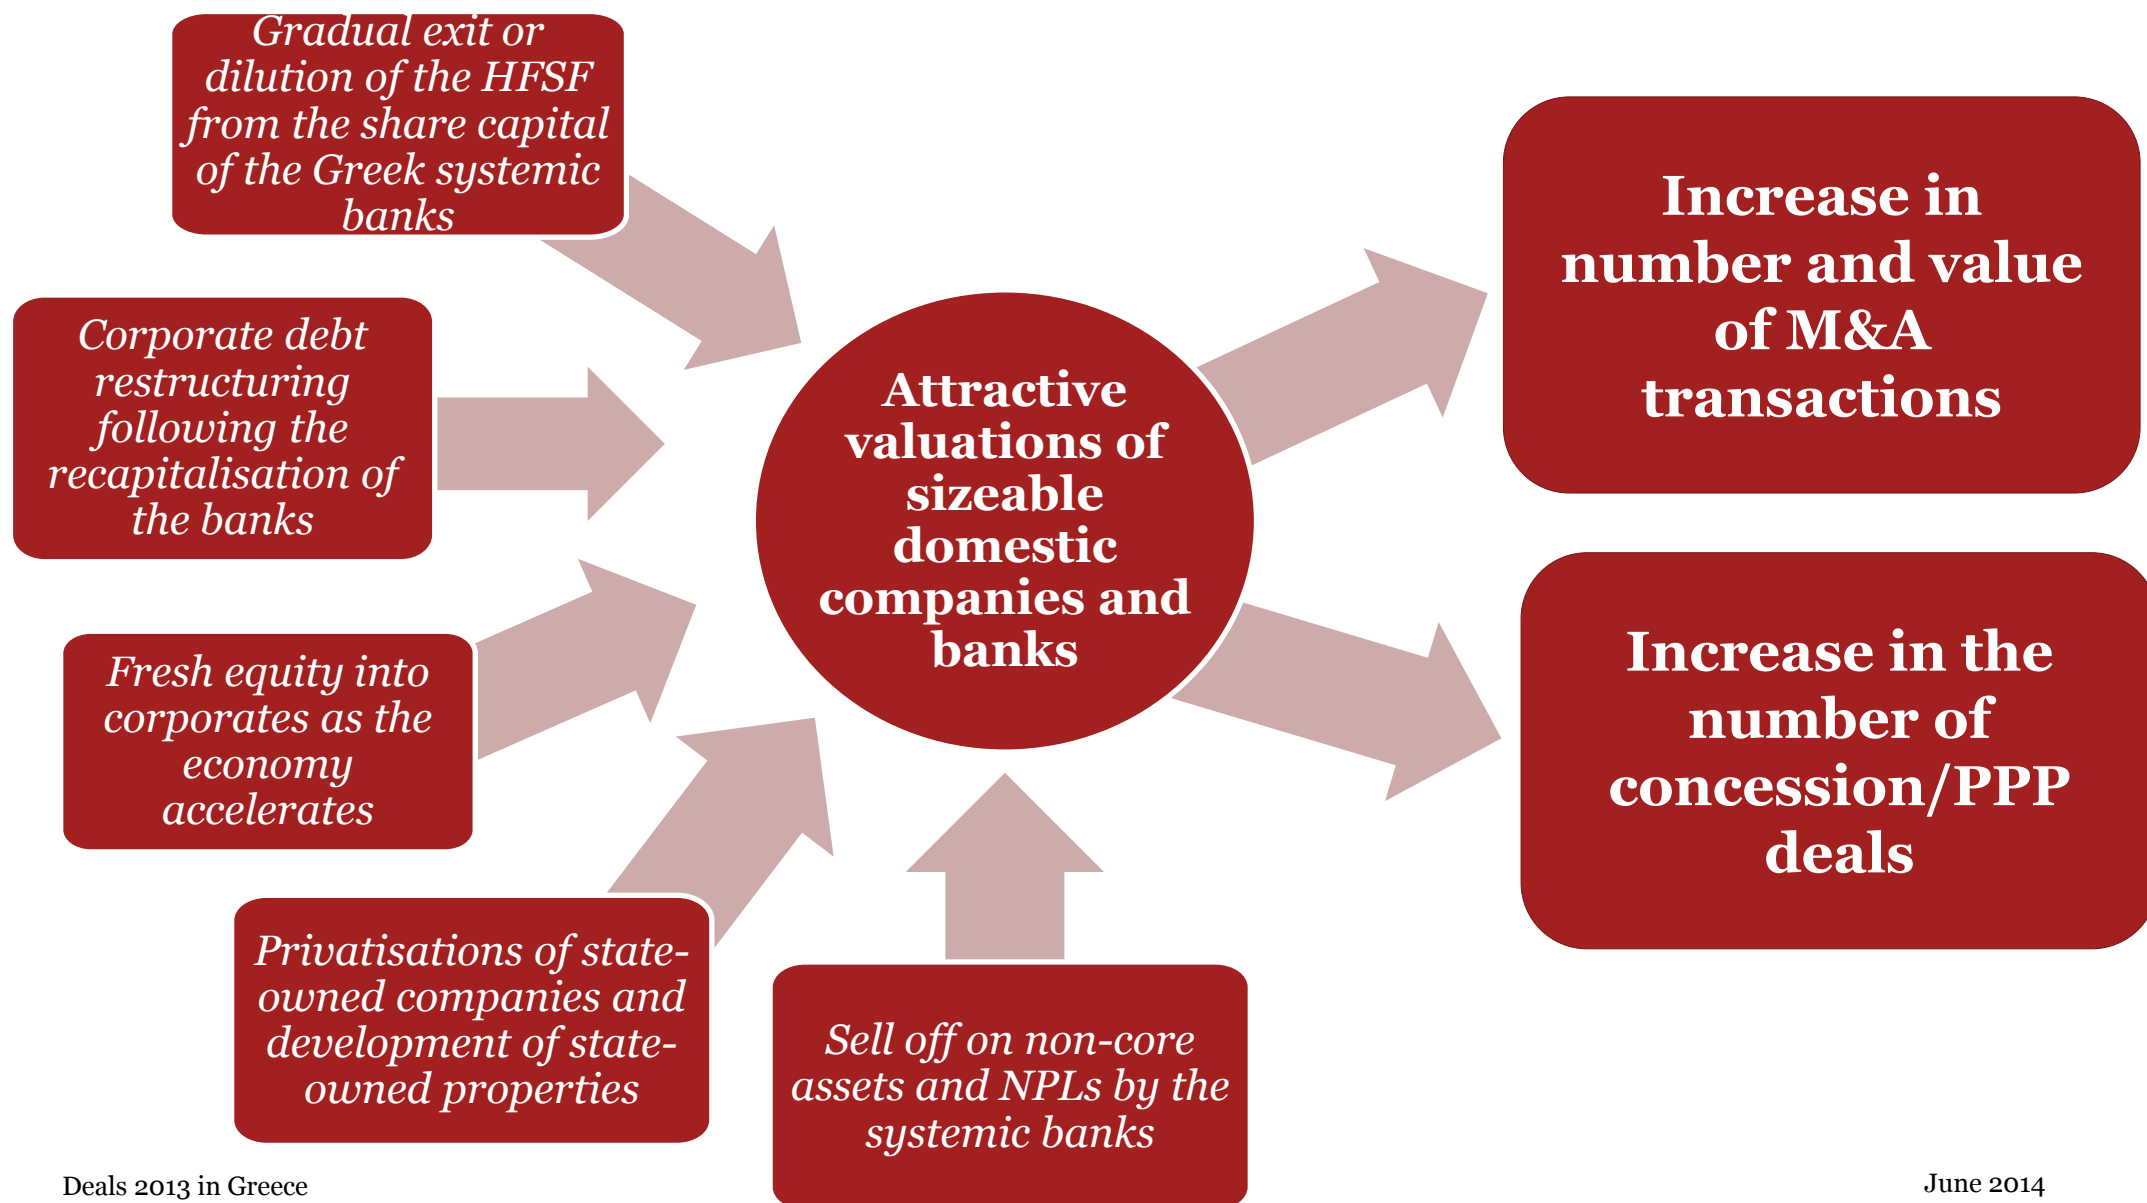 Gradual exit or
dilution of the HFSF
from the share capital
of the Greek systemic
banks
Corporate debt
restructuring
following the
recapitalisation of
the banks
Fresh equity into
corporates as the
economy
accelerates
Privatisations of state-
owned companies and
development of state-
owned properties
Sell off on non-core
assets and NPLs by the
systemic banks
Attractive
valuations of
sizeable
domestic
companies and
banks
Increase in
number and value
of M&A
transactions
Increase in the
number of
concession/PPP
deals
Deals 2013 in Greece
June 2014